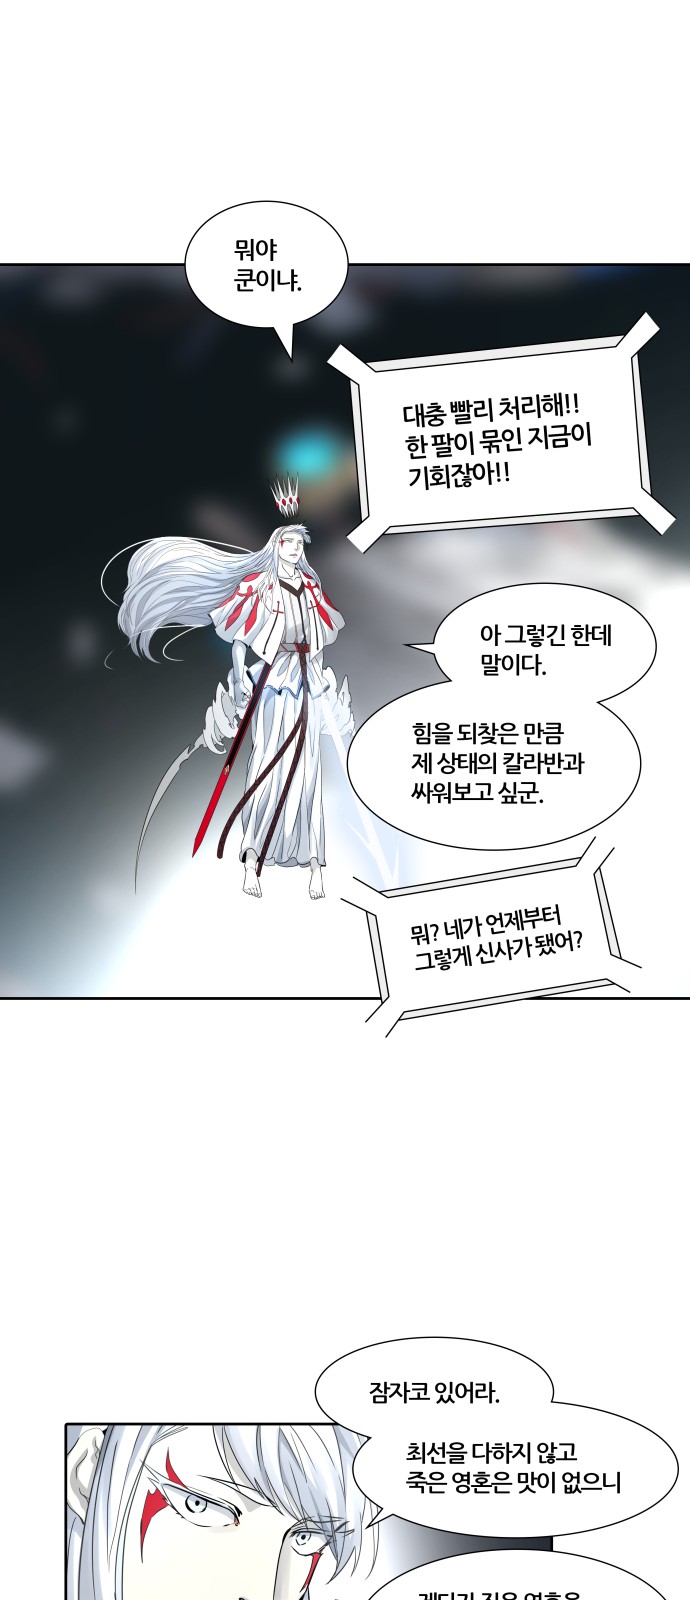 뭐야
쿤이냐.
대충 빨리 처리해!!
한 팔이 묶인 지금이
기회잖아!!
아 그렇긴 한데
말이다.
힘을 되찾은 만큼
제 상태의 칼라반과
싸워보고 싶군.
뭐? 네가 언제부터
그렇게 신사가 됐어?
잠자코 있어라.
최선을 다하지 않고
죽은 영혼은 맛이 없으니